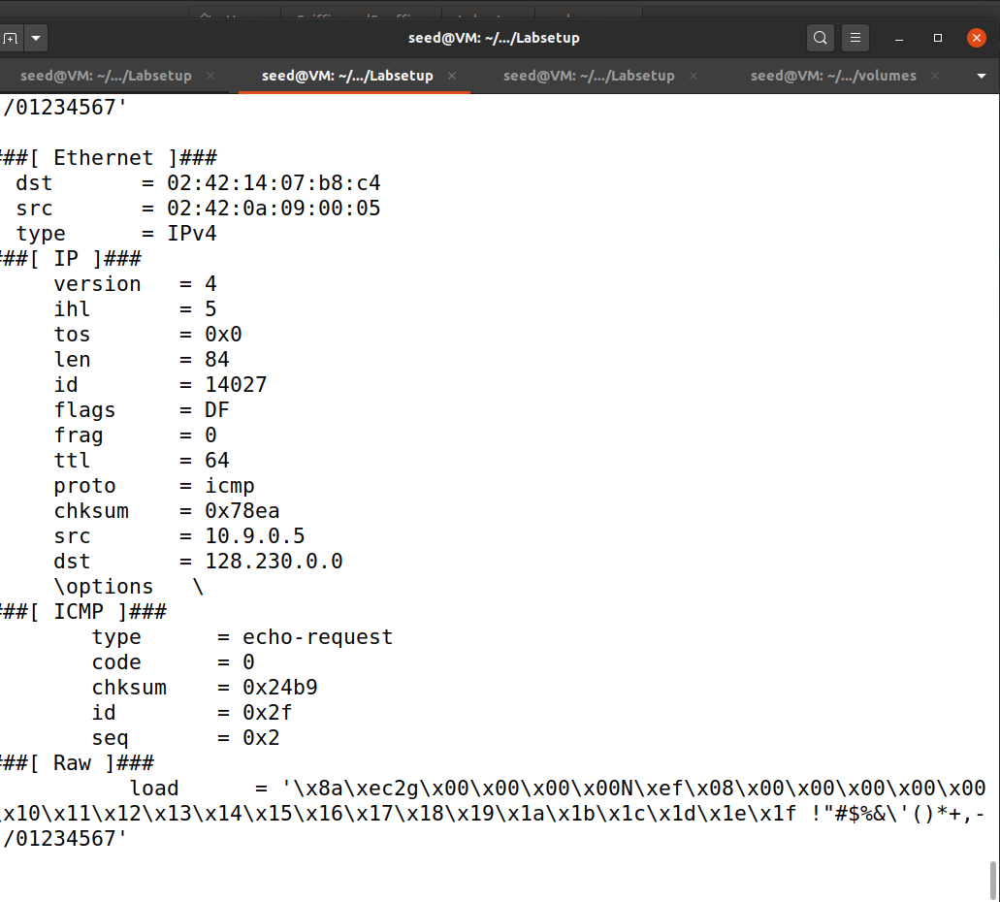 seed@VM: ~/.../Labsetup
seed@VM: ~/.../Labsetup seed@VM: ~/.../Labsetup seed@VM: ~/.../Labsetup seed@VM: ~/.../volumes
/01234567'
###[ Ethernet ]###
dst = 02:42:14:07:b8:c4
src = 02:42:0a:09:00:05
type = IPv4
###[ IP ]###
version = 4
ihl = 5
tos = 0x0
len = 84
id = 14027
flags = DF
frag = 0
ttl = 64
proto = icmp
chksum = 0x78ea
src = 10.9.0.5
dst = 128.230.0.0
\options \
###[ ICMP ]###
type = echo-request
code = 0
chksum = 0x24b9
id = 0x2f
seq = 0x2
###[ Raw ]###
load = '\x8a\xec2g\x00\x00\x00\x00N\xef\x08\x00\x00\x00\x00\x00
\x10\x11\x12\x13\x14\x15\x16\x17\x18\x19\x1a\x1b\x1c\x1d\x1e\x1f !"#$%&\'()*+,-
/01234567'